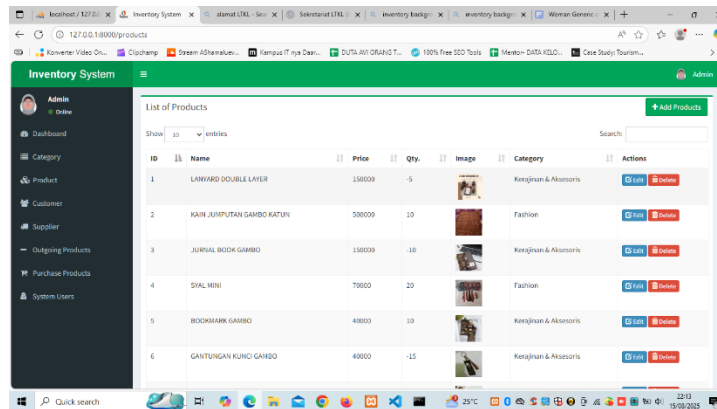 localhost / 127.0.0
Inventory System
alamat LTKL - Sea
Sekretariat LTKL
inventory backgr
inventory backgr
Woman Generic
127.0.0.1:8000/products
Konverter Video On...
Clipchamp
Stream
Kampus IT nya Daar...
DUTA AVI ORANG T...
100% Free SEO Tools
Mentor- DATA KELO...
Case Study: Tourism...
Inventory System
Admin
Admin
Online
Dashboard
Category
Product
Customer
Supplier
Outgoing Products
Purchase Products
System Users
List of Products
+ Add Products
Show 10 entries
Search:
ID Name Price Qty. Image Category Actions
1 LANYARD DOUBLE LAYER 150000 -5 Kerajinan & Aksesoris Edit Delete
2 KAIN JUMPUTAN GAMBO KATUN 500000 10 Fashion Edit Delete
3 JURNAL BOOK GAMBO 150000 -10 Kerajinan & Aksesoris Edit Delete
4 SYAL MINI 70000 20 Fashion Edit Delete
5 BOOKMARK GAMBO 40000 10 Kerajinan & Aksesoris Edit Delete
6 GANTUNGAN KUNCI GAMBO 40000 -15 Kerajinan & Aksesoris Edit Delete
Quick search
25°C
22:13
15/03/2025